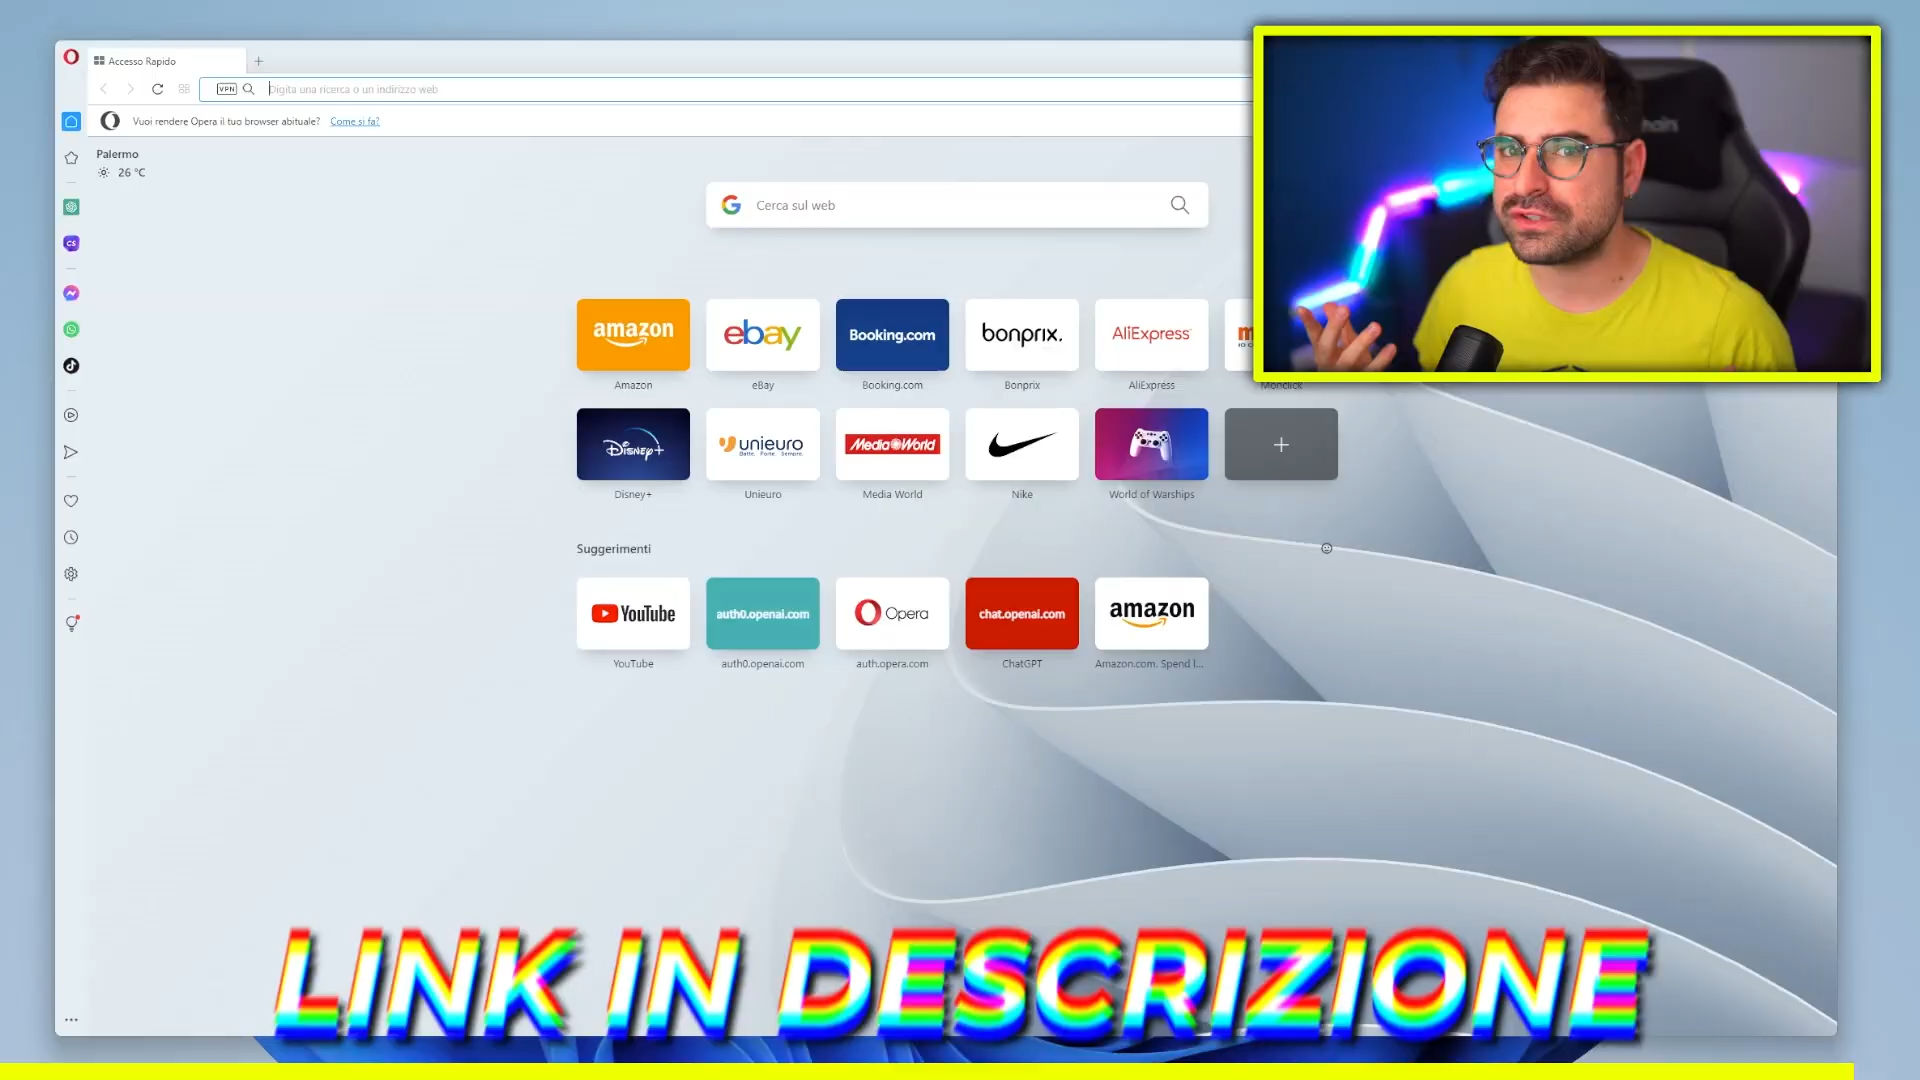 Accesso Rapido
VPN
Digita una ricerca o un indirizzo web
Vuoi rendere Opera il tuo browser abituale? Come si fa?
Palermo
26 °C
Cerca sul web
amazon
ebay
Booking.com
bonprix.
AliExpress
Amazon
eBay
Booking.com
Bonprix
AliExpress
Monclick
Disney+
unieuro
Batte. Forte. Sempre.
MediaWorld
Disney+
Unieuro
Media World
Nike
World of Warships
Suggerimenti
YouTube
auth0.openai.com
Opera
chat.openai.com
amazon
YouTube
auth0.openai.com
auth.opera.com
ChatGPT
Amazon.com. Spend l...
LINK IN DESCRIZIONE